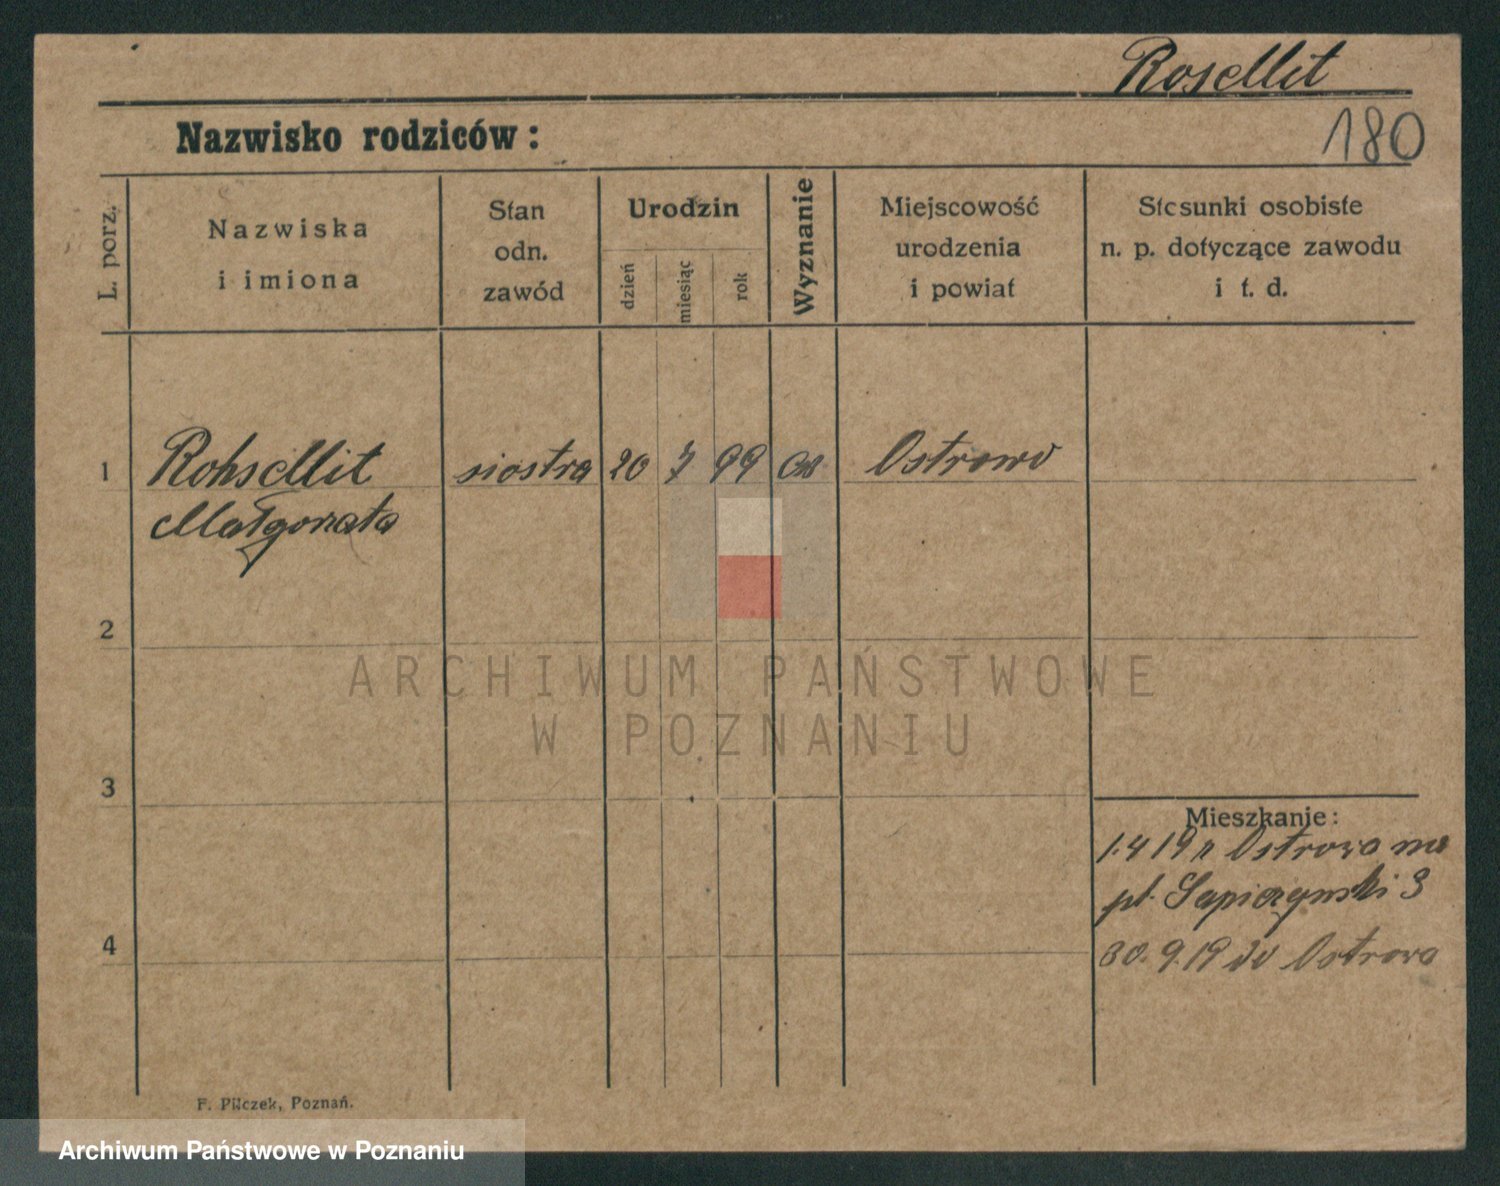 Rosellit
180
Nazwisko rodziców:
L. porz.
Nazwiska
i imiona
Stan
odn.
zawód
Urodzin
dzień
miesiąc
rok
Wyznanie
Miejscowość
urodzenia
i powiat
Stosunki osobiste
n. p. dotyczące zawodu
i t. d.
1 Rohsellit siostra 20 7 99 Ostrowo
Małgorzata
2
3
4
Mieszkanie:
1.4 19 z Ostrowa na
pl. Sapieżynski 3
30.9.19 do Ostrowa
F. Pilczek, Poznań.
ARCHIWUM PAŃSTWOWE
W POZNANIU
Archiwum Państwowe w Poznaniu